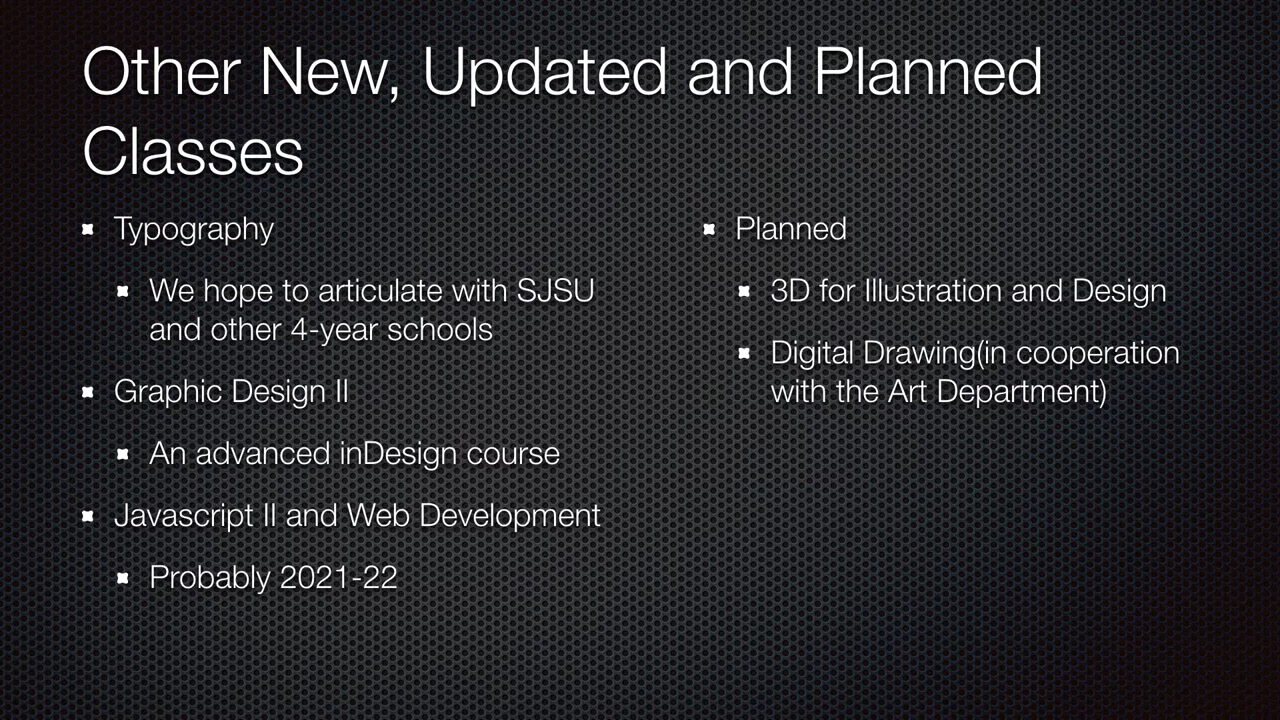 Other New, Updated and Planned
Classes
Typography
We hope to articulate with SJSU
and other 4-year schools
Graphic Design II
An advanced inDesign course
Javascript II and Web Development
Probably 2021-22
Planned
3D for Illustration and Design
Digital Drawing(in cooperation
with the Art Department)